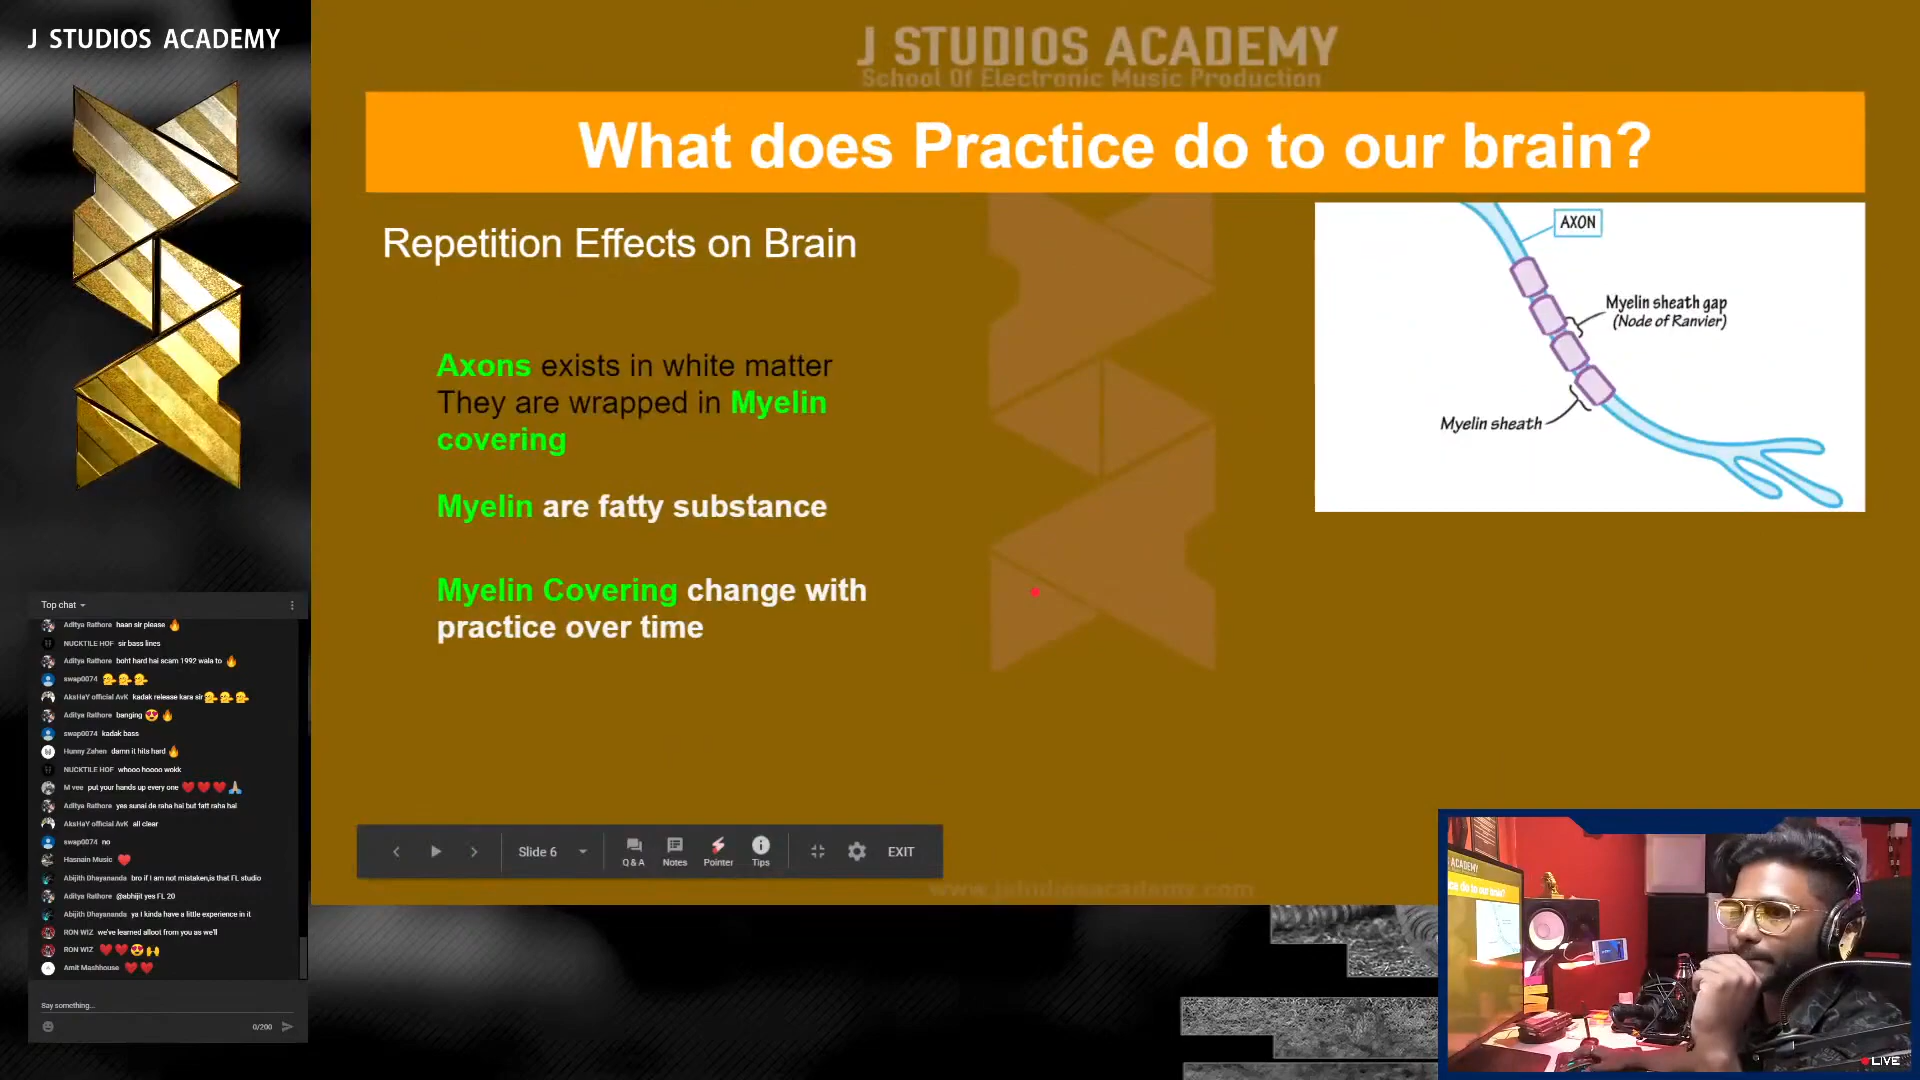 J STUDIOS ACADEMY
J STUDIOS ACADEMY
School Of Electronic Music Production
What does Practice do to our brain?
Repetition Effects on Brain
Axons exists in white matter
They are wrapped in Myelin
covering
Myelin are fatty substance
Myelin Covering change with
practice over time
AXON
Myelin sheath gap
(Node of Ranvier)
Myelin sheath
Top chat
Aditya Rathore haan sir please
NUCKTILE HOF sir bass lines
Aditya Rathore boht hard hai scam 1992 wala to
swap0074
AksHaY official AvK kadak release kara sir
Aditya Rathore banging
swap0074 kadak bass
Hunny Zahen damn it hits hard
NUCKTILE HOF whooo hoooo wokk
M vee put your hands up every one
Aditya Rathore yes sunai de raha hai but fatt raha hai
AksHaY official AvK all clear
swap0074 no
Hasnain Music
Abijith Dhayananda bro if I am not mistaken,is that FL studio
Aditya Rathore @abhijit yes FL 20
Abijith Dhayananda ya I kinda have a little experience in it
RON WIZ we've learned alloot from you as we'll
RON WIZ
Amit Mashhouse
Say something...
0/200
Slide 6
Q & A
Notes
Pointer
Tips
EXIT
www.jstudiosacademy.com
LIVE